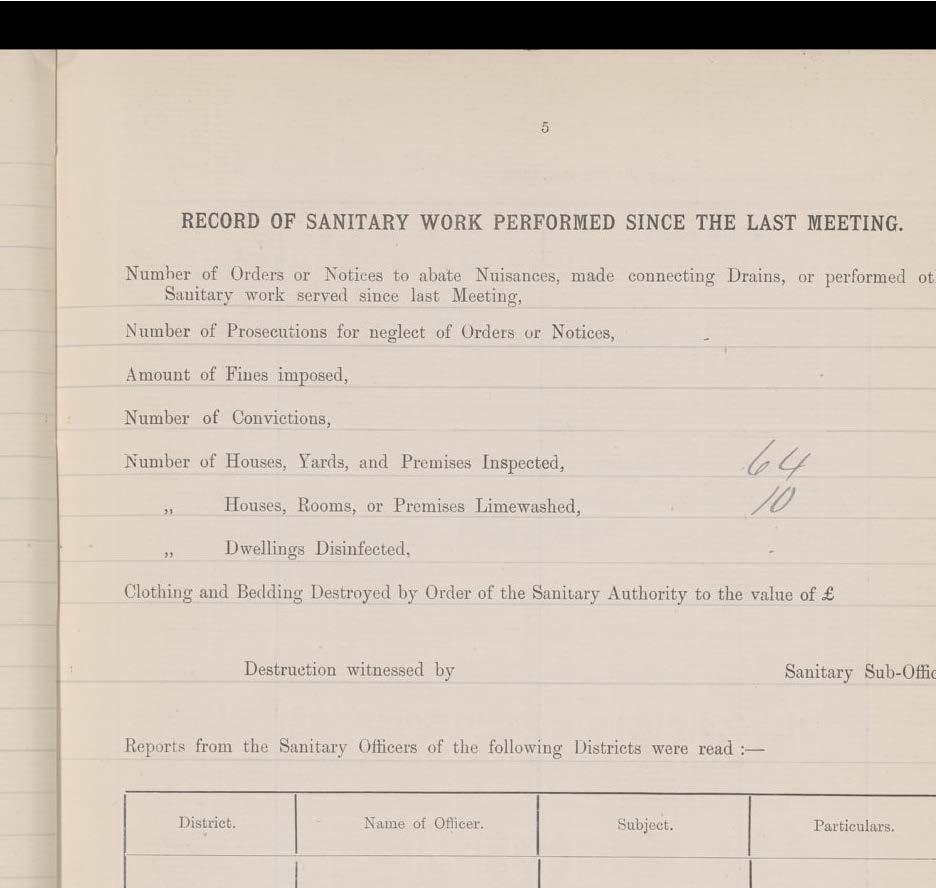 5
RECORD OF SANITARY WORK PERFORMED SINCE THE LAST MEETING.
Number of Orders or Notices to abate Nuisances, made connecting Drains, or performed ot
Sanitary work served since last Meeting,
Number of Prosecutions for neglect of Orders or Notices, -
Amount of Fines imposed,
Number of Convictions,
Number of Houses, Yards, and Premises Inspected, 64
„ Houses, Rooms, or Premises Limewashed, 10
„ Dwellings Disinfected, -
Clothing and Bedding Destroyed by Order of the Sanitary Authority to the value of £
Destruction witnessed by Sanitary Sub-Offic
Reports from the Sanitary Officers of the following Districts were read :—
District. Name of Officer. Subject. Particulars.